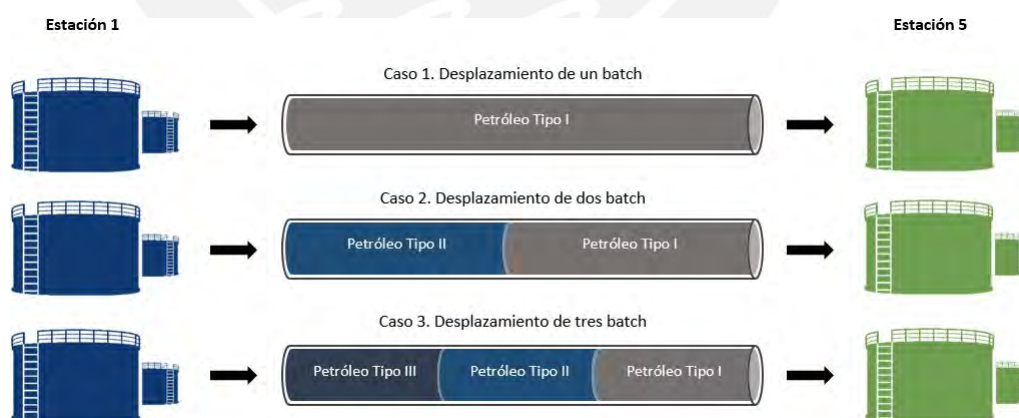 Estación 1
Estación 5
Caso 1. Desplazamiento de un batch
Petróleo Tipo I
Caso 2. Desplazamiento de dos batch
Petróleo Tipo II
Petróleo Tipo I
Caso 3. Desplazamiento de tres batch
Petróleo Tipo III
Petróleo Tipo II
Petróleo Tipo I